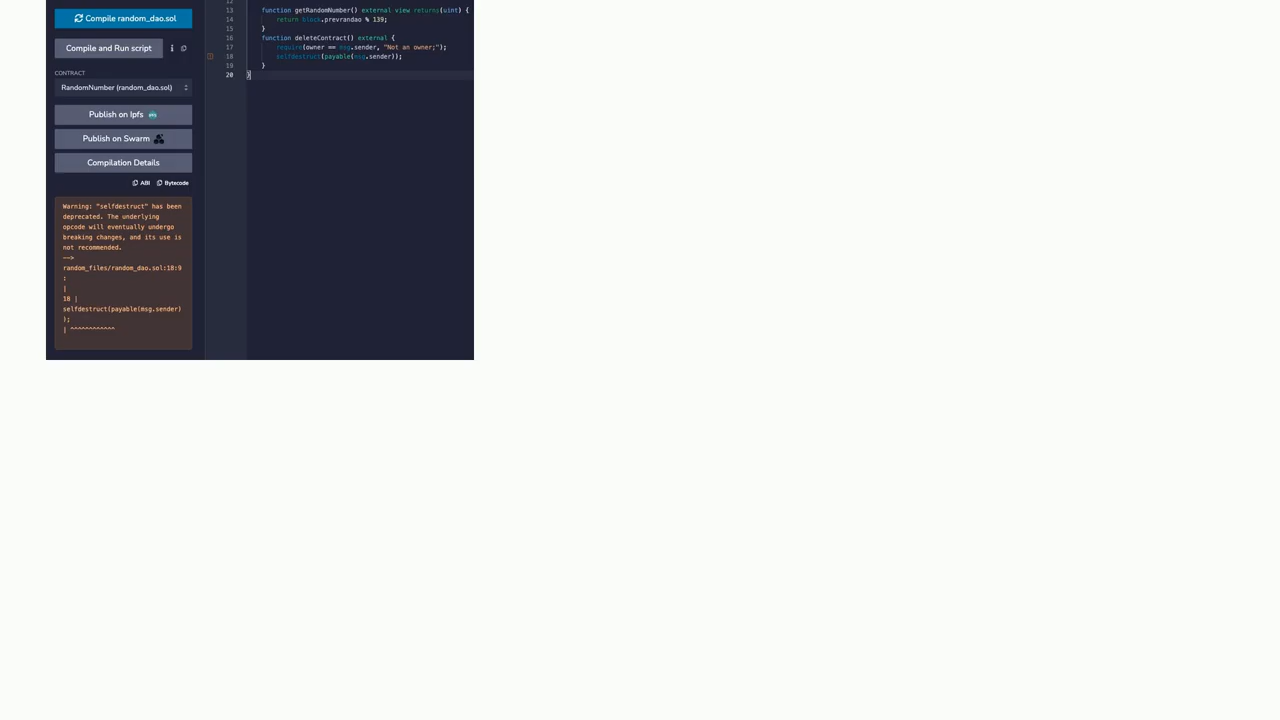 Compile random_dao.sol
Compile and Run script
CONTRACT
RandomNumber (random_dao.sol)
Publish on Ipfs
Publish on Swarm
Compilation Details
ABI Bytecode
Warning: "selfdestruct" has been
deprecated. The underlying
opcode will eventually undergo
breaking changes, and its use is
not recommended.
-->
random_files/random_dao.sol:18:9
:
|
18 |
selfdestruct(payable(msg.sender)
);
| ^^^^^^^^^^^^
13 function getRandomNumber() external view returns(uint) {
14 return block.prevrandao % 139;
15 }
16 function deleteContract() external {
17 require(owner == msg.sender, "Not an owner;");
18 selfdestruct(payable(msg.sender));
19 }
20 }